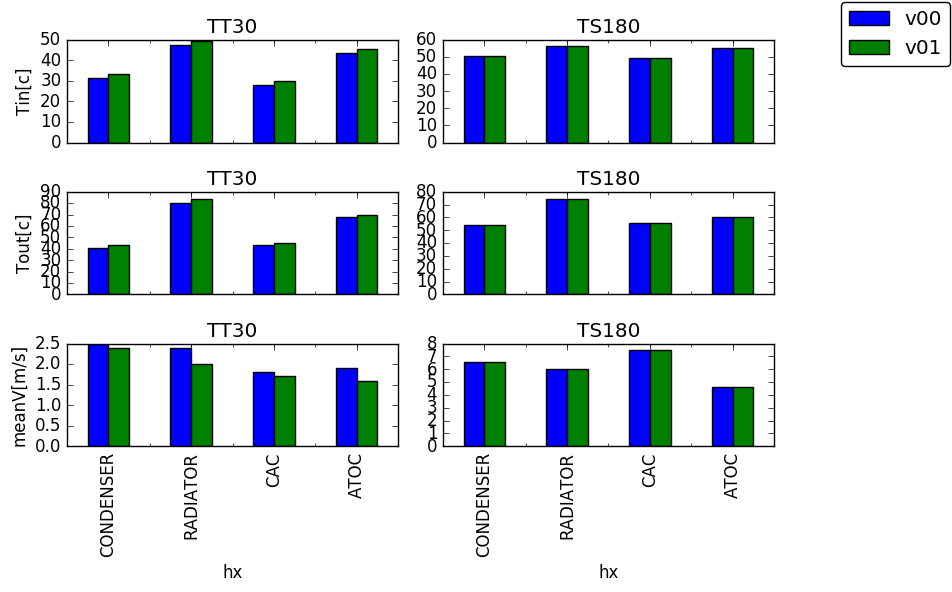 TT30
TS180
v00
v01
Tin[c]
50
40
30
20
10
0
60
50
40
30
20
10
0
TT30
TS180
Tout[c]
90
80
70
60
50
40
30
20
10
0
80
70
60
50
40
30
20
10
0
TT30
TS180
meanV[m/s]
2.5
2.0
1.5
1.0
0.5
0.0
8
7
6
5
4
3
2
1
0
CONDENSER
RADIATOR
CAC
ATOC
CONDENSER
RADIATOR
CAC
ATOC
hx
hx